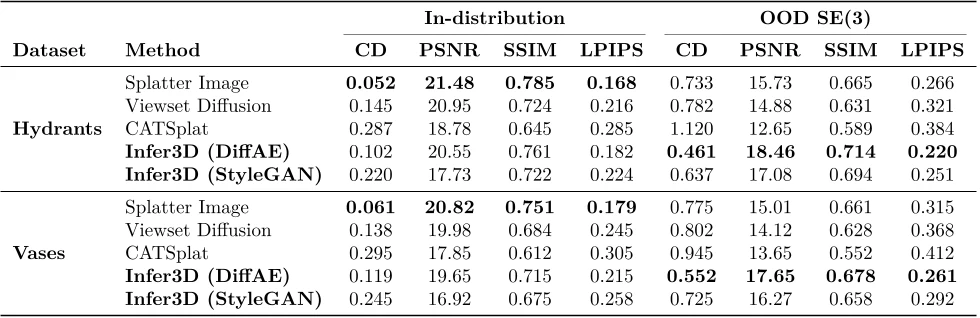 In-distribution OOD SE(3)
Dataset Method CD PSNR SSIM LPIPS CD PSNR SSIM LPIPS
Splatter Image 0.052 21.48 0.785 0.168 0.733 15.73 0.665 0.266
Viewset Diffusion 0.145 20.95 0.724 0.216 0.782 14.88 0.631 0.321
Hydrants CATSplat 0.287 18.78 0.645 0.285 1.120 12.65 0.589 0.384
Infer3D (DiffAE) 0.102 20.55 0.761 0.182 0.461 18.46 0.714 0.220
Infer3D (StyleGAN) 0.220 17.73 0.722 0.224 0.637 17.08 0.694 0.251
Splatter Image 0.061 20.82 0.751 0.179 0.775 15.01 0.661 0.315
Viewset Diffusion 0.138 19.98 0.684 0.245 0.802 14.12 0.628 0.368
Vases CATSplat 0.295 17.85 0.612 0.305 0.945 13.65 0.552 0.412
Infer3D (DiffAE) 0.119 19.65 0.715 0.215 0.552 17.65 0.678 0.261
Infer3D (StyleGAN) 0.245 16.92 0.675 0.258 0.725 16.27 0.658 0.292